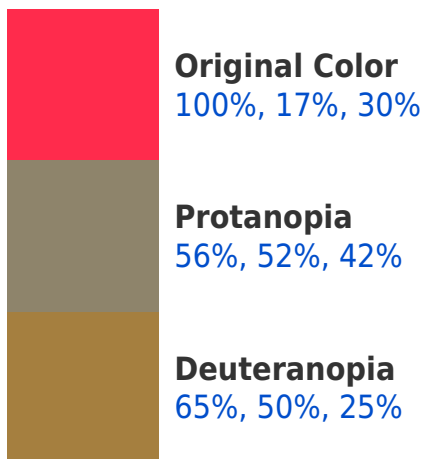 Original Color
100%, 17%, 30%
Protanopia
56%, 52%, 42%
Deuteranopia
65%, 50%, 25%